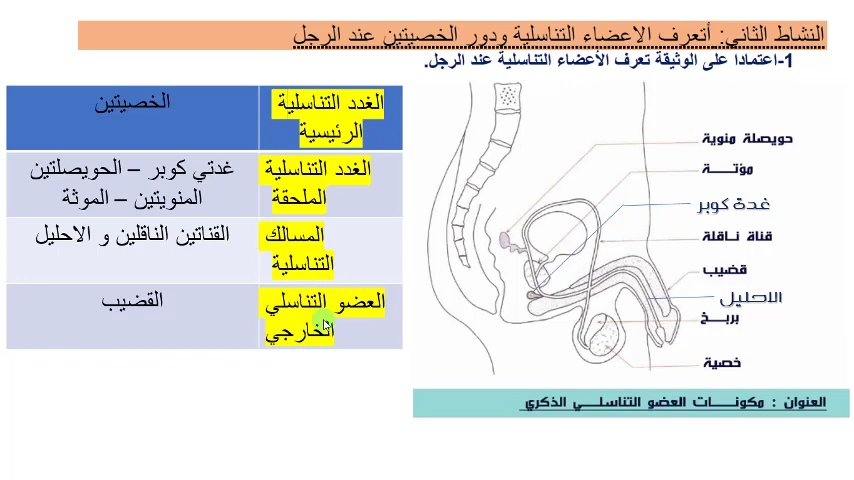 النشاط الثاني: أتعرف الاعضاء التناسلية ودور الخصيتين عند الرجل
1-اعتمادا على الوثيقة تعرف الأعضاء التناسلية عند الرجل.
الغدد التناسلية
الرئيسية
الخصيتين
الغدد التناسلية
الملحقة
غدتي كوبر – الحويصلتين
المنويتين – الموثة
المسالك
التناسلية
القناتين الناقلين و الاحليل
العضو التناسلي
الخارجي
القضيب
حويصلة منوية
موثة
غدة كوبر
قناة ناقلة
قضيب
الاحليل
بربخ
خصية
العنوان : مكونات العضو التناسلي الذكري